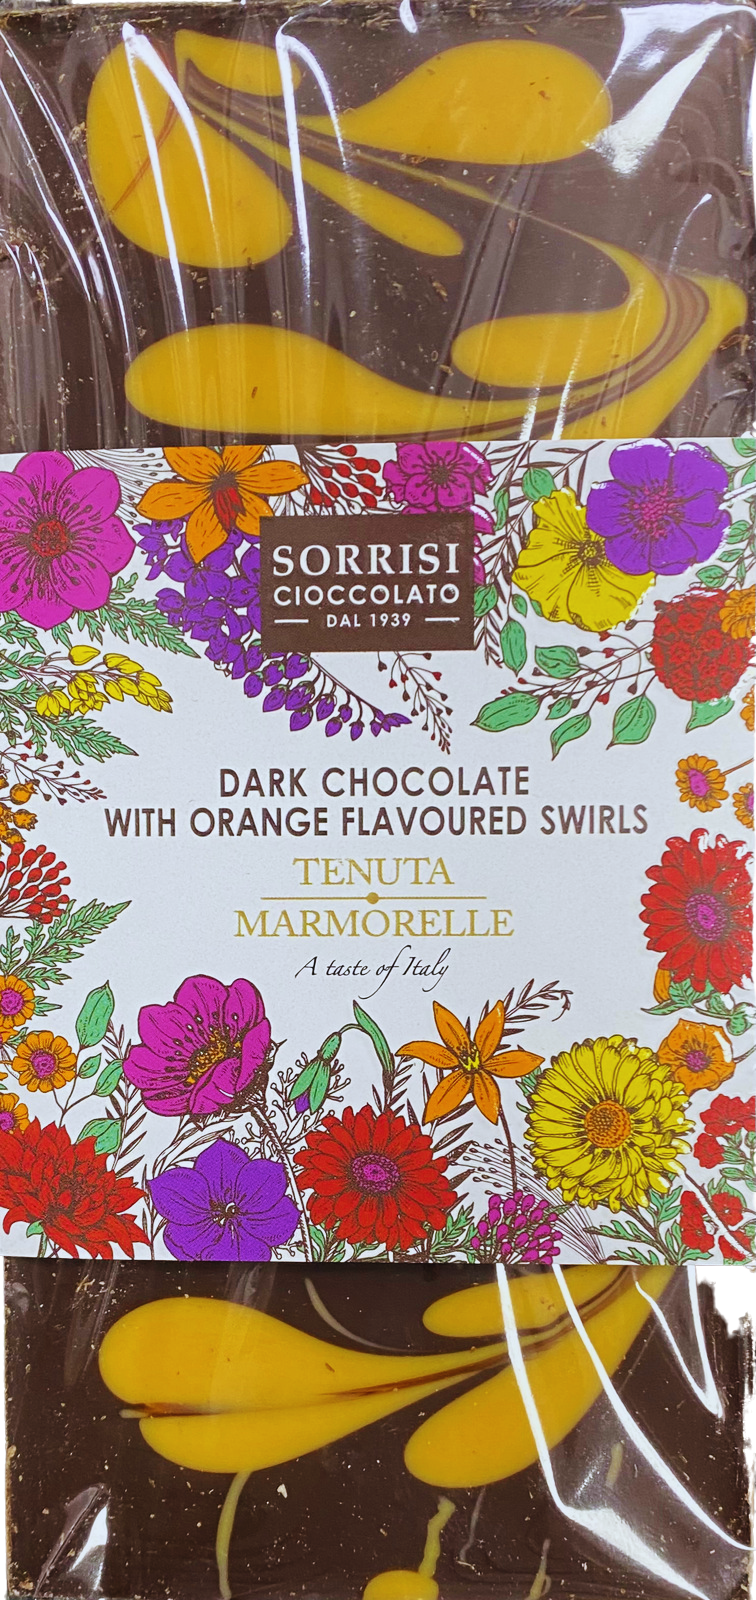 SORRISI
CIOCCOLATO
DAL 1939
DARK CHOCOLATE
WITH ORANGE FLAVOURED SWIRLS
TENUTA
MARMORELLE
A taste of Italy